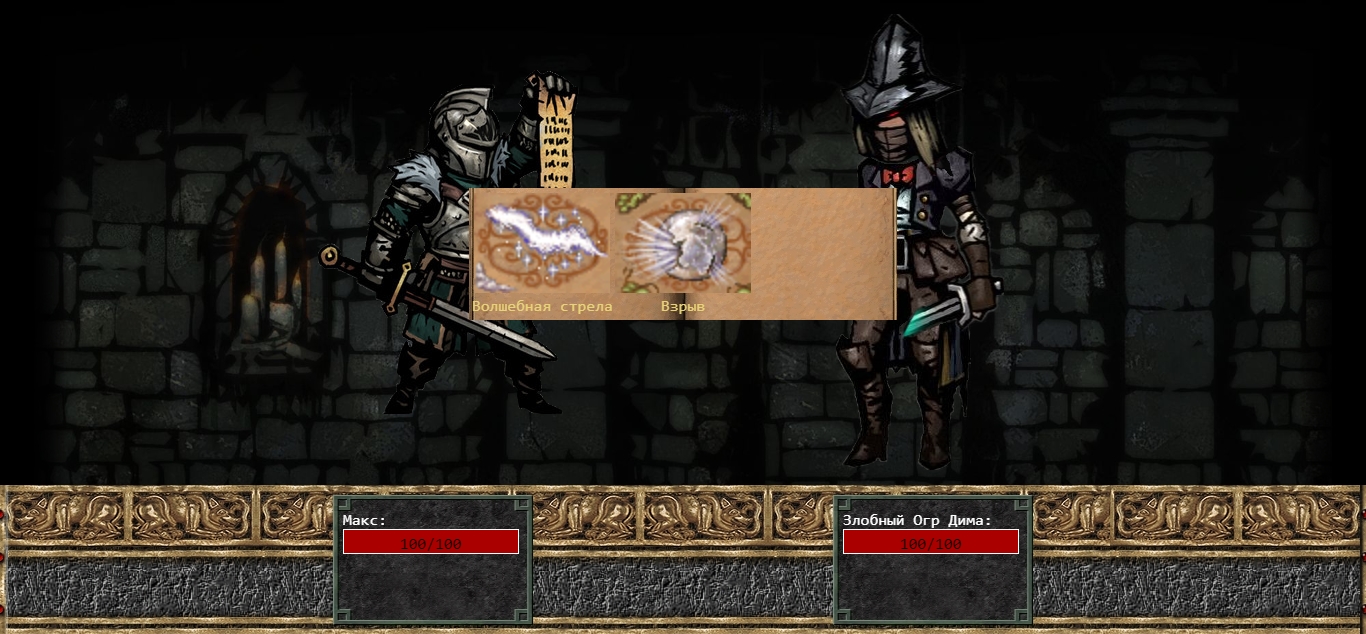 Волшебная стрела
Взрыв
Макс:
100/100
Злобный Огр Дима:
100/100